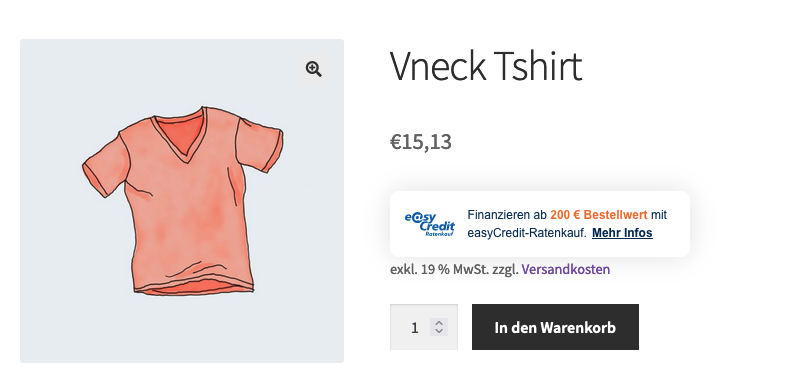 Vneck Tshirt
€15,13
easy
Credit
Ratenkauf
Finanzieren ab 200 € Bestellwert mit
easyCredit-Ratenkauf. Mehr Infos
exkl. 19 % MwSt. zzgl. Versandkosten
1
In den Warenkorb